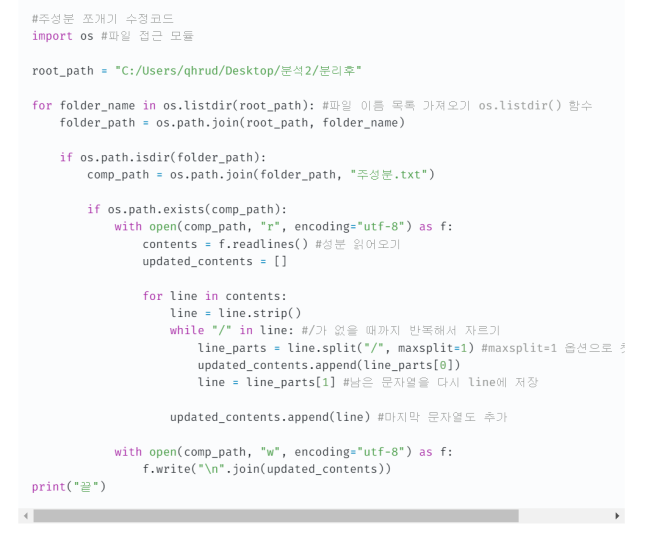 #주성분 쪼개기 수정코드
import os #파일 접근 모듈
root_path = "C:/Users/qhrud/Desktop/분석2/분리후"
for folder_name in os.listdir(root_path): #파일 이름 목록 가져오기 os.listdir() 함수
    folder_path = os.path.join(root_path, folder_name)
    if os.path.isdir(folder_path):
        comp_path = os.path.join(folder_path, "주성분.txt")
        if os.path.exists(comp_path):
            with open(comp_path, "r", encoding="utf-8") as f:
                contents = f.readlines() #성분 읽어오기
                updated_contents = []
                for line in contents:
                    line = line.strip()
                    while "/" in line: #/가 없을 때까지 반복해서 자르기
                        line_parts = line.split("/", maxsplit=1) #maxsplit=1 옵션으로
                        updated_contents.append(line_parts[0])
                        line = line_parts[1] #남은 문자열을 다시 line에 저장
                    updated_contents.append(line) #마지막 문자열도 추가
            with open(comp_path, "w", encoding="utf-8") as f:
                f.write("\n".join(updated_contents))
print("끝")